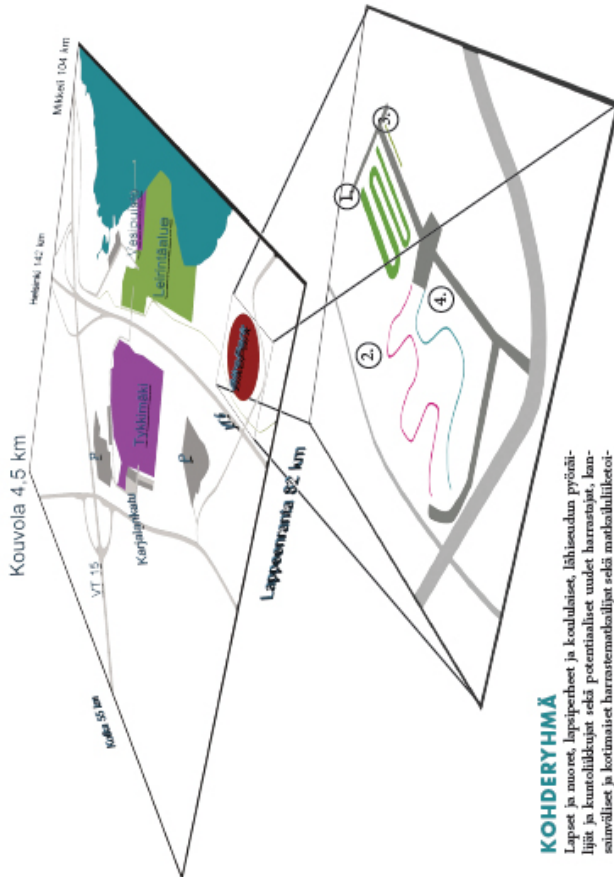 Kouvola 4,5 km
Mikkeli 104 km
Helsinki 142 km
Leirintäalue
Tykkimäki
P
P
Karjalankatu
VT 15
Kotka 55 km
Lappeenranta 82 km
1.
2.
3.
4.
KOHDERYHMÄ
Lapset ja nuoret, lapsiperheet ja koululaiset, lähiseudun pyöräi-
lijät ja kuntoliikkujat sekä potentiaaliset uudet harrastajat, kan-
sainväliset ja kotimaiset harrastematkailijat sekä matkailuliiketoi-